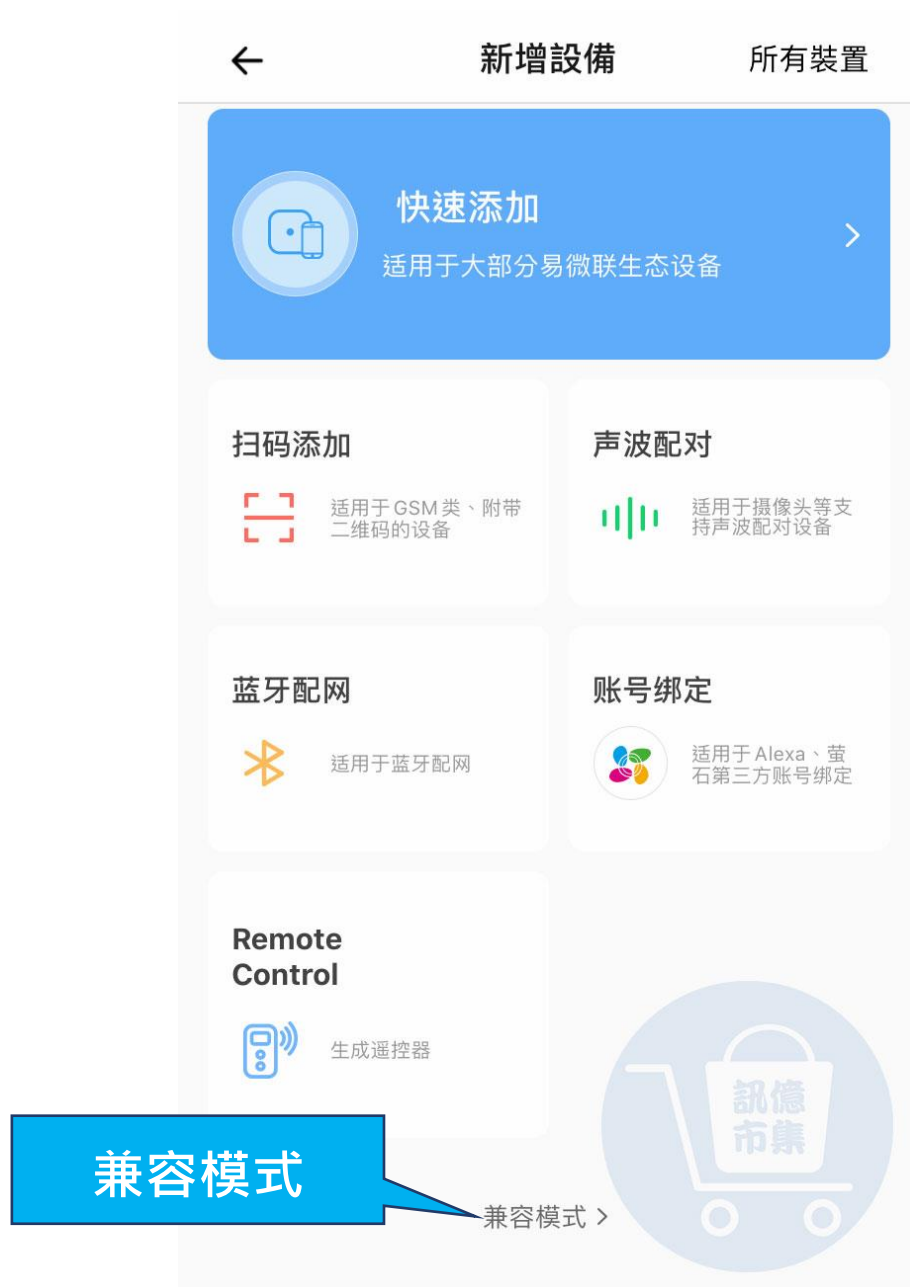 新增設備
所有裝置
快速添加
适用于大部分易微联生态设备
扫码添加
适用于GSM类、附带
二维码的设备
声波配对
适用于摄像头等支
持声波配对设备
蓝牙配网
适用于蓝牙配网
账号绑定
适用于Alexa、萤
石第三方账号绑定
Remote
Control
生成遥控器
訊億
市集
兼容模式
兼容模式 >